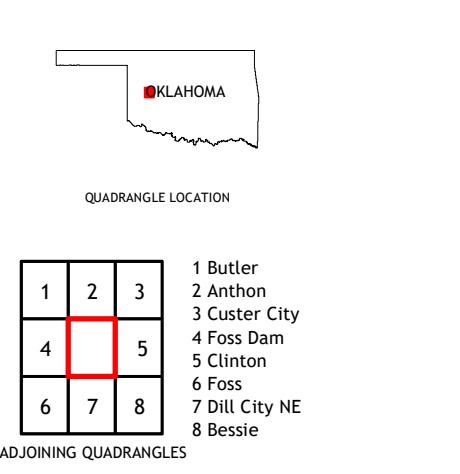 OKLAHOMA
QUADRANGLE LOCATION
1 2 3
4 5
6 7 8
1 Butler
2 Anthon
3 Custer City
4 Foss Dam
5 Clinton
6 Foss
7 Dill City NE
8 Bessie
ADJOINING QUADRANGLES